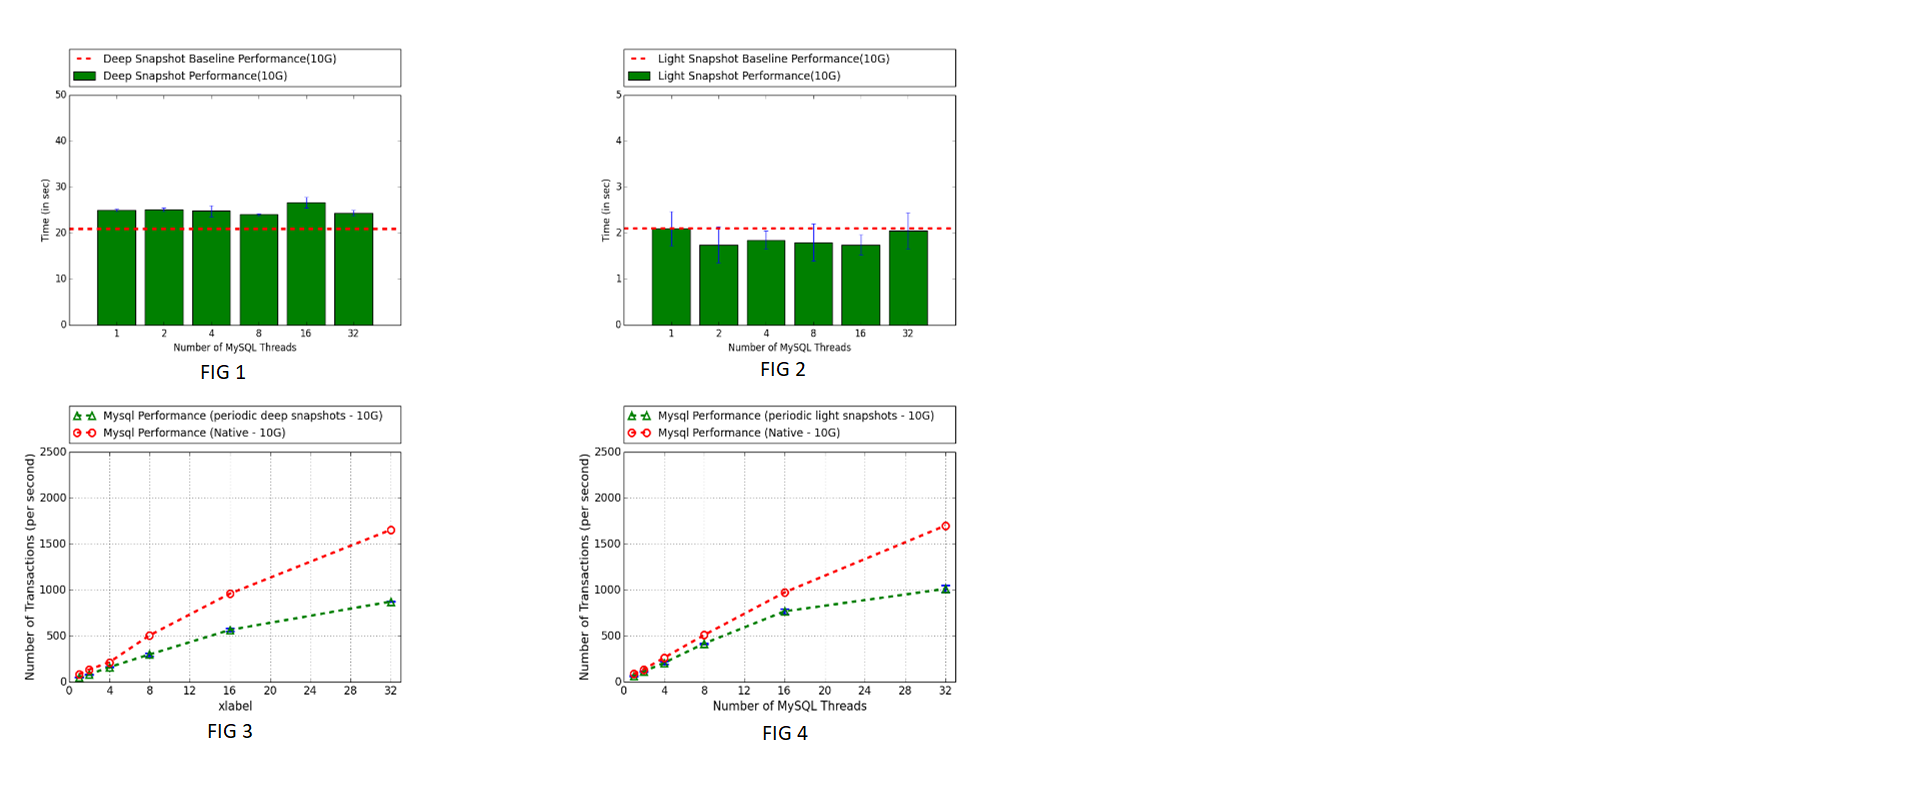 Deep Snapshot Baseline Performance(10G)
Deep Snapshot Performance(10G)
50
40
30
20
10
0
Time (in sec)
1 2 4 8 16 32
Number of MySQL Threads
FIG 1
Light Snapshot Baseline Performance(10G)
Light Snapshot Performance(10G)
5
4
3
2
1
0
Time (in sec)
1 2 4 8 16 32
Number of MySQL Threads
FIG 2
Mysql Performance (periodic deep snapshots - 10G)
Mysql Performance (Native - 10G)
2500
2000
1500
1000
500
0
Number of Transactions (per second)
0 4 8 12 16 20 24 28 32
xlabel
FIG 3
Mysql Performance (periodic light snapshots - 10G)
Mysql Performance (Native - 10G)
2500
2000
1500
1000
500
0
Number of Transactions (per second)
0 4 8 12 16 20 24 28 32
Number of MySQL Threads
FIG 4